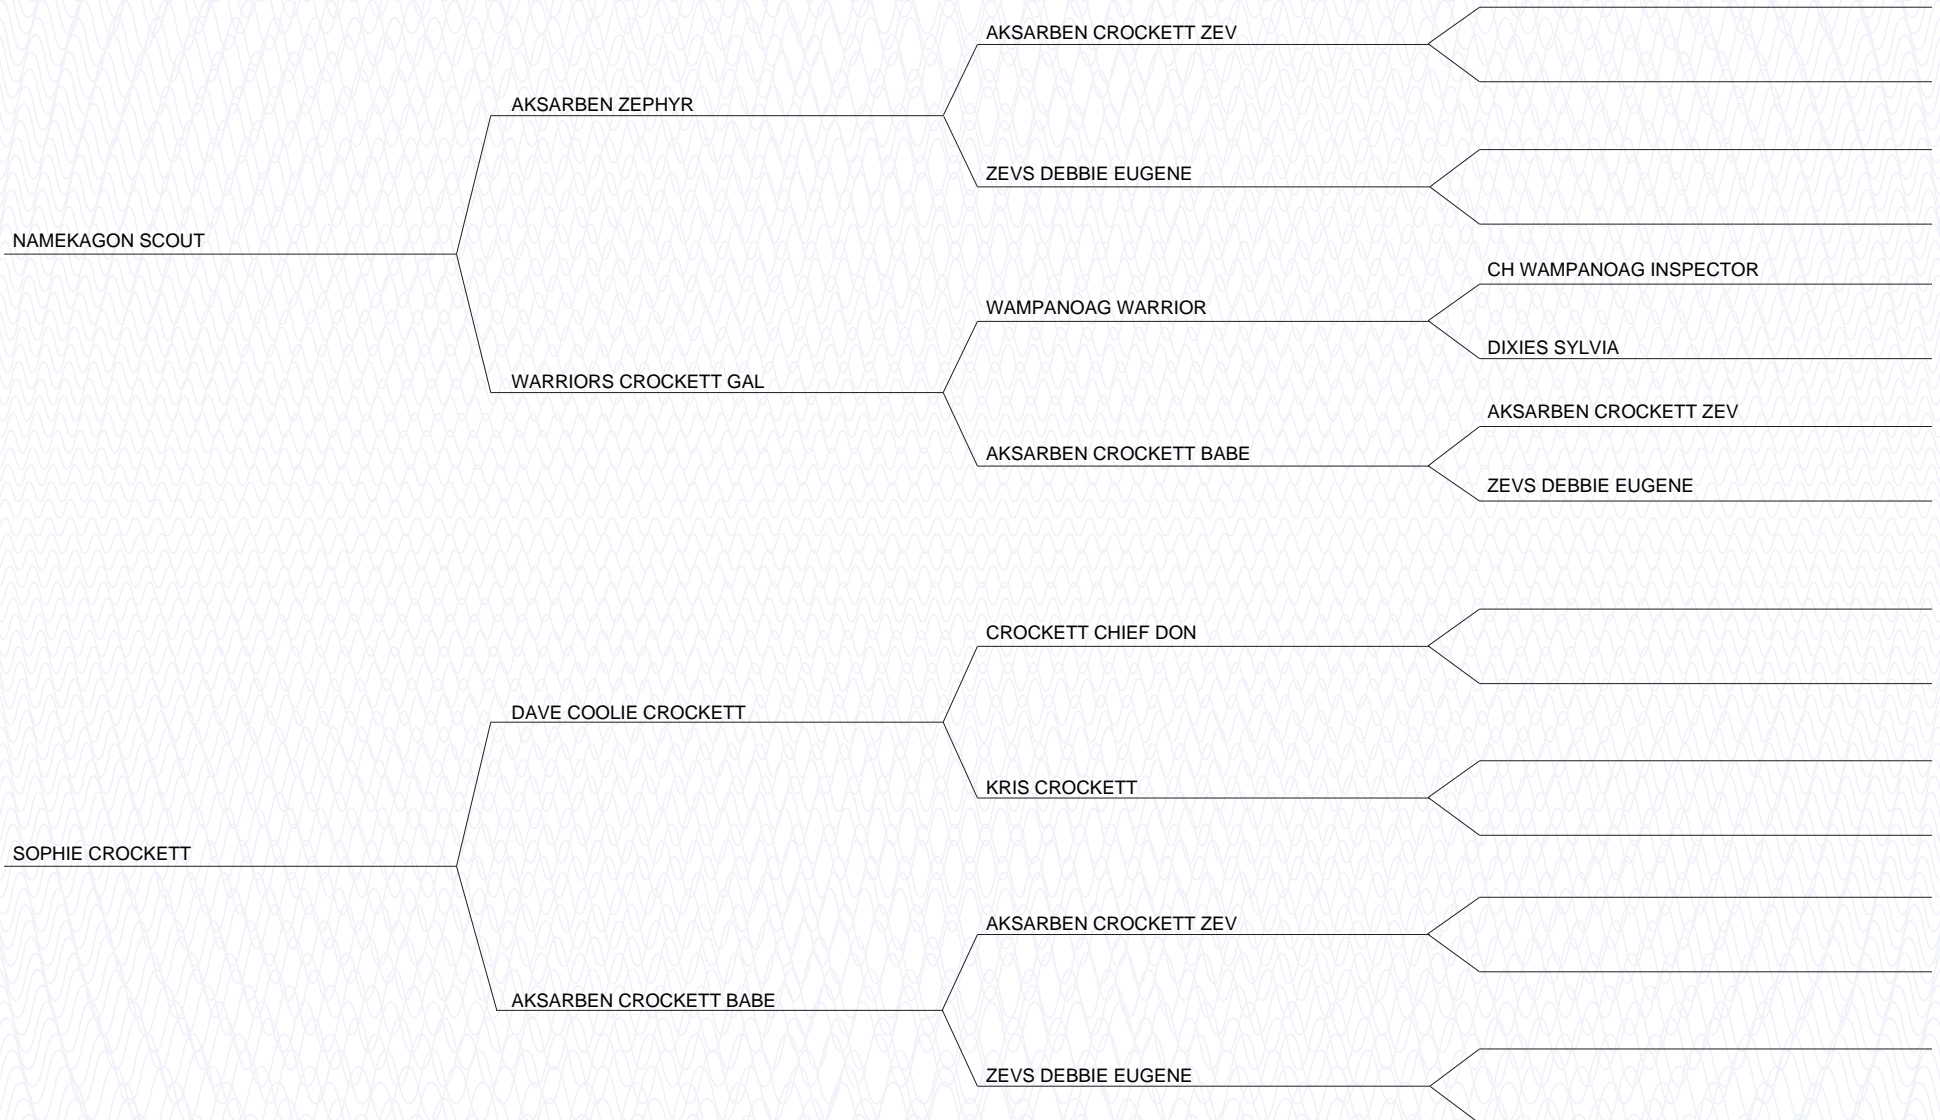 AKSARBEN CROCKETT ZEV
AKSARBEN ZEPHYR
ZEVS DEBBIE EUGENE
NAMEKAGON SCOUT
CH WAMPANOAG INSPECTOR
WAMPANOAG WARRIOR
DIXIES SYLVIA
WARRIORS CROCKETT GAL
AKSARBEN CROCKETT ZEV
AKSARBEN CROCKETT BABE
ZEVS DEBBIE EUGENE
CROCKETT CHIEF DON
DAVE COOLIE CROCKETT
KRIS CROCKETT
SOPHIE CROCKETT
AKSARBEN CROCKETT ZEV
AKSARBEN CROCKETT BABE
ZEVS DEBBIE EUGENE